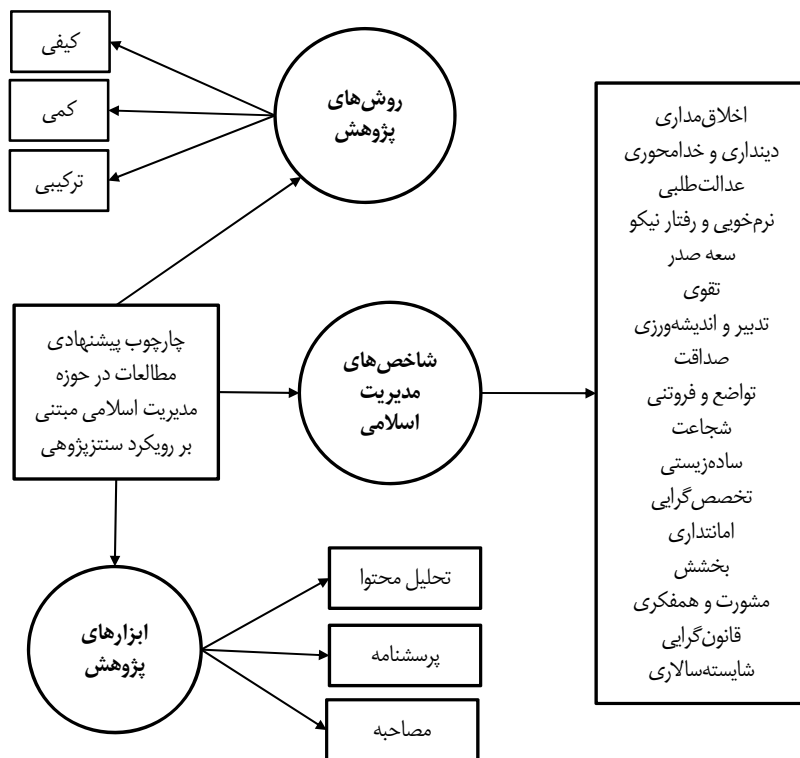 روش‌های
پژوهش
کیفی
کمی
ترکیبی
چارچوب پیشنهادی
مطالعات در حوزه
مدیریت اسلامی مبتنی
بر رویکرد سنتزپژوهی
شاخص‌های
مدیریت
اسلامی
اخلاق‌مداری
دینداری و خدامحوری
عدالت‌طلبی
نرم‌خویی و رفتار نیکو
سعه صدر
تقوی
تدبیر و اندیشه‌ورزی
صداقت
تواضع و فروتنی
شجاعت
ساده‌زیستی
تخصص‌گرایی
امانتداری
بخشش
مشورت و همفکری
قانون‌گرایی
شایسته‌سالاری
ابزارهای
پژوهش
تحلیل محتوا
پرسشنامه
مصاحبه